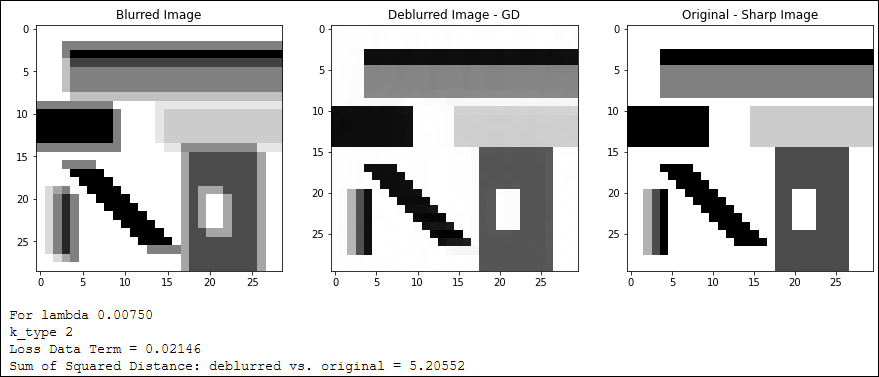 Blurred Image
Deblurred Image - GD
Original - Sharp Image
0
5
10
15
20
25
0 5 10 15 20 25
0
5
10
15
20
25
0 5 10 15 20 25
0
5
10
15
20
25
0 5 10 15 20 25
For lambda 0.00750
k_type 2
Loss Data Term = 0.02146
Sum of Squared Distance: deblurred vs. original = 5.20552